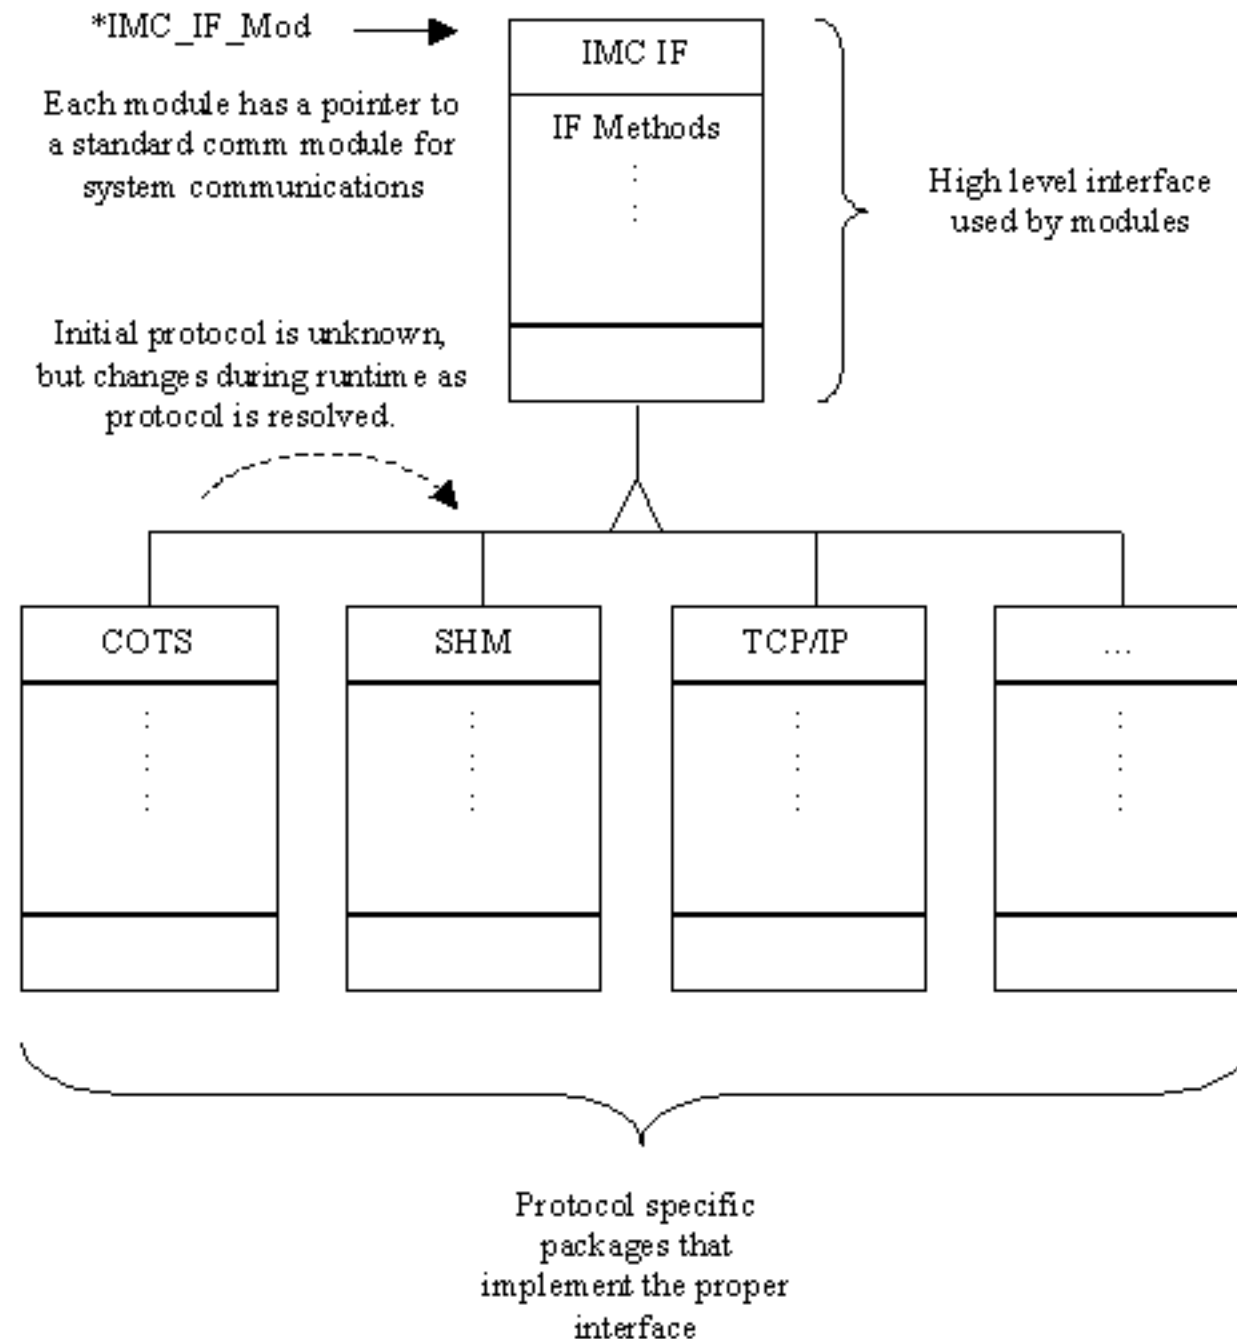 *IMC_IF_Mod
Each module has a pointer to
a standard comm module for
system communications
IMC IF
IF Methods
High level interface
used by modules
Initial protocol is unknown,
but changes during runtime as
protocol is resolved.
COTS
SHM
TCP/IP
...
Protocol specific
packages that
implement the proper
interface